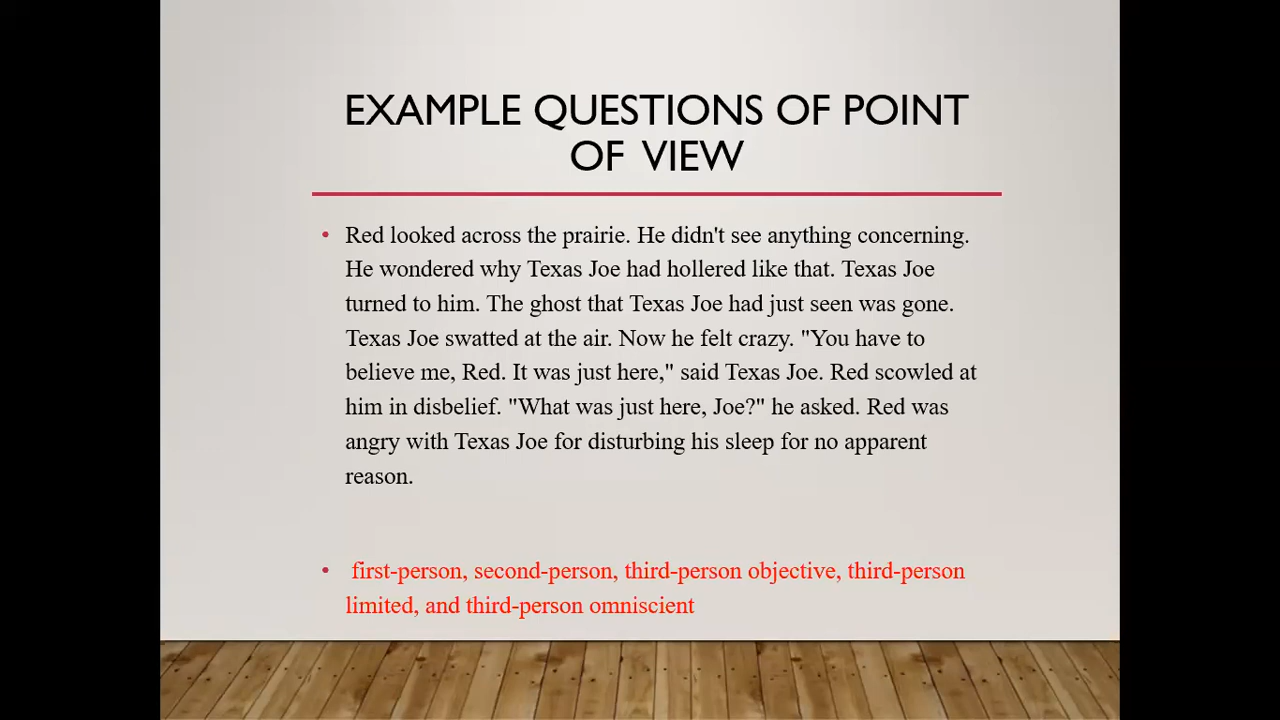 EXAMPLE QUESTIONS OF POINT
OF VIEW
• Red looked across the prairie. He didn't see anything concerning.
He wondered why Texas Joe had hollered like that. Texas Joe
turned to him. The ghost that Texas Joe had just seen was gone.
Texas Joe swatted at the air. Now he felt crazy. "You have to
believe me, Red. It was just here," said Texas Joe. Red scowled at
him in disbelief. "What was just here, Joe?" he asked. Red was
angry with Texas Joe for disturbing his sleep for no apparent
reason.
• first-person, second-person, third-person objective, third-person
limited, and third-person omniscient